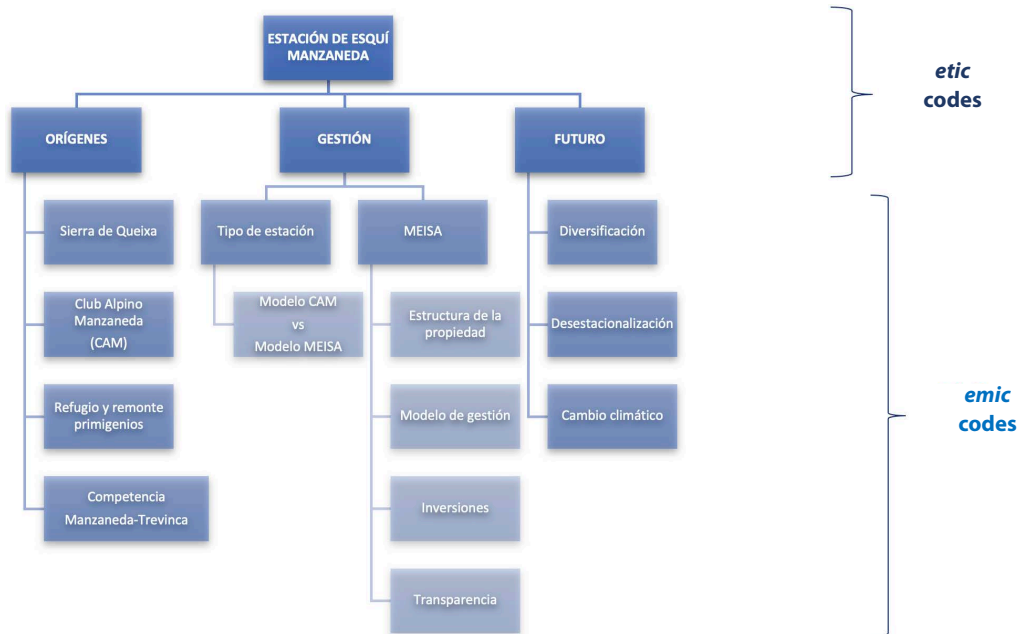 ESTACIÓN DE ESQUÍ
MANZANEDA
etic
codes
ORÍGENES
GESTIÓN
FUTURO
Sierra de Queixa
Tipo de estación
MEISA
Diversificación
Club Alpino
Manzaneda
(CAM)
Modelo CAM
vs
Modelo MEISA
Estructura de la
propiedad
Desestacionalización
Refugio y remonte
primigenios
Modelo de gestión
Cambio climático
emic
codes
Competencia
Manzaneda-Trevinca
Inversiones
Transparencia